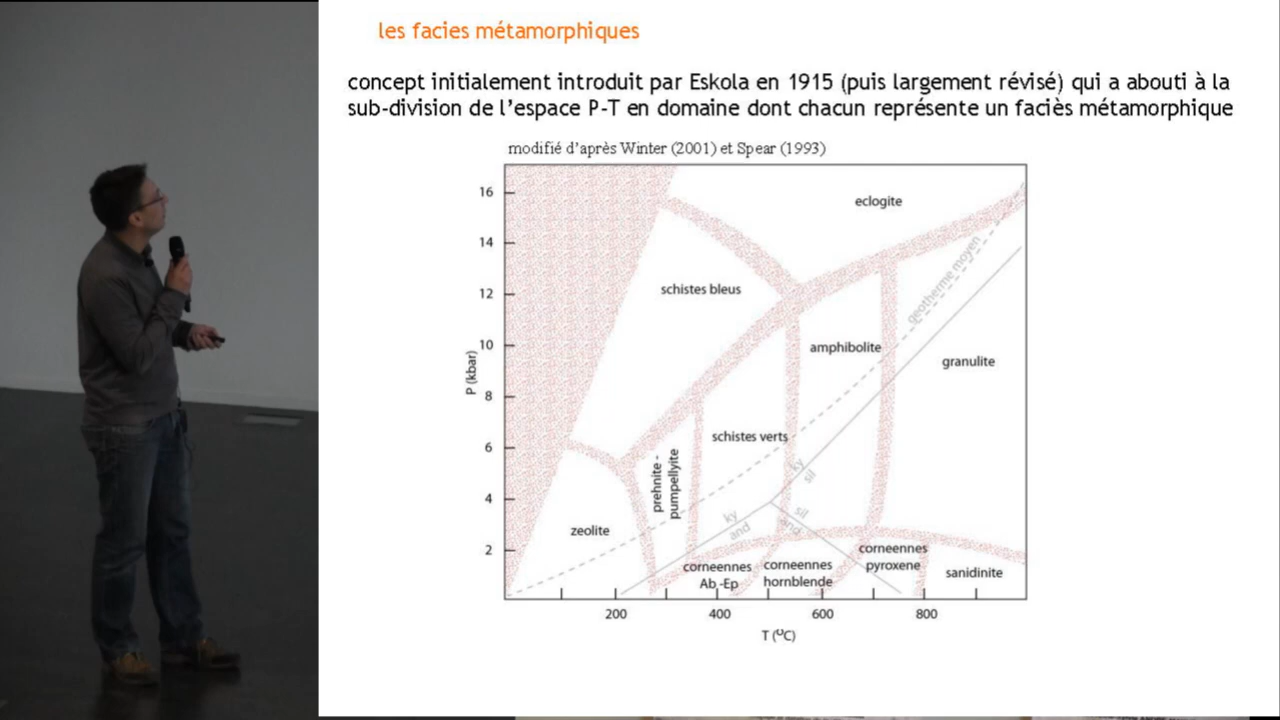 les facies métamorphiques
concept initialement introduit par Eskola en 1915 (puis largement révisé) qui a abouti à la
sub-division de l'espace P-T en domaine dont chacun représente un faciès métamorphique
modifié d'après Winter (2001) et Spear (1993)
16
14
12
10
8
6
4
2
P (kbar)
eclogite
schistes bleus
géotherme moyen
amphibolite
granulite
schistes verts
prehnite -
pumpellyite
ky
sil
zeolite
ky
and
sil
and
corneennes
Ab -Ep
corneennes
hornblende
corneennes
pyroxene
sanidinite
200
400
600
800
T (ºC)